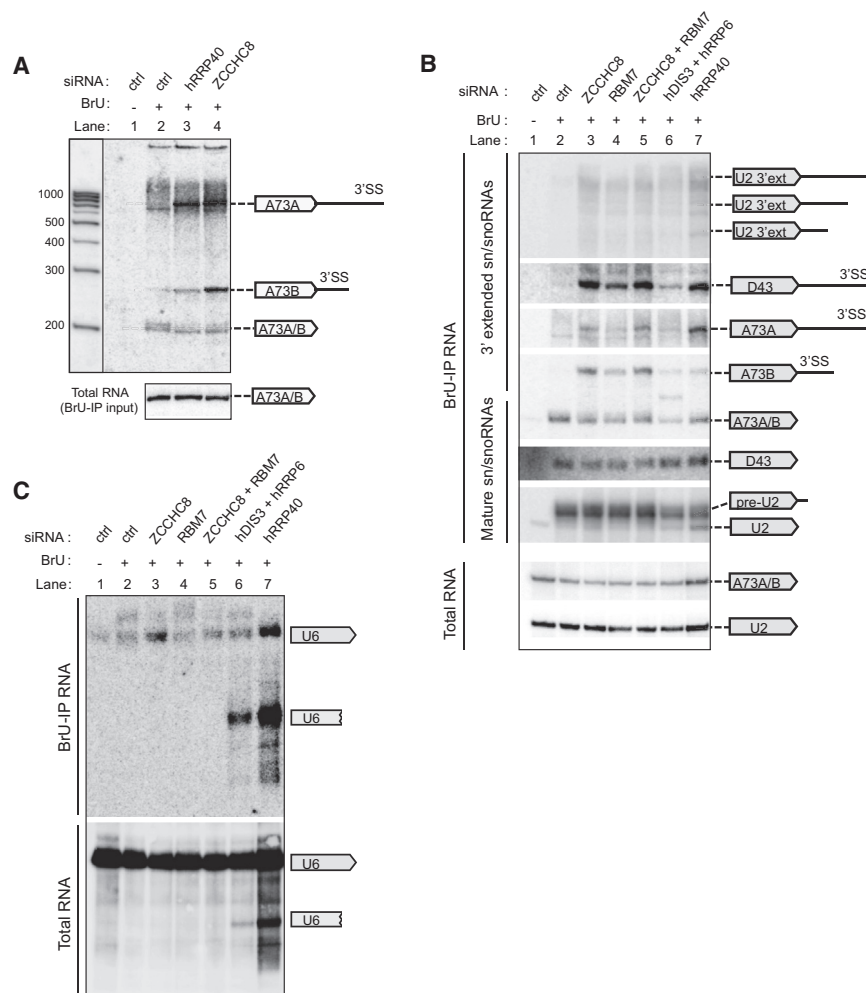 A
siRNA : ctrl ctrl hRRP40 ZCCHC8
BrU : - + + +
Lane : 1 2 3 4
1000
500
400
300
200
3'SS
A73A
3'SS
A73B
A73A/B
Total RNA
(BrU-IP input)
A73A/B
B
siRNA : ctrl ctrl ZCCHC8 RBM7 ZCCHC8 + RBM7 hDIS3 + hRRP6 hRRP40
BrU : - + + + + + +
Lane : 1 2 3 4 5 6 7
BrU-IP RNA
3' extended sn/snoRNAs
U2 3'ext
U2 3'ext
U2 3'ext
3'SS
D43
3'SS
A73A
3'SS
A73B
Mature sn/snoRNAs
A73A/B
D43
pre-U2
U2
Total RNA
A73A/B
U2
C
siRNA : ctrl ctrl ZCCHC8 RBM7 ZCCHC8 + RBM7 hDIS3 + hRRP6 hRRP40
BrU : - + + + + + +
Lane : 1 2 3 4 5 6 7
BrU-IP RNA
U6
U6
Total RNA
U6
U6